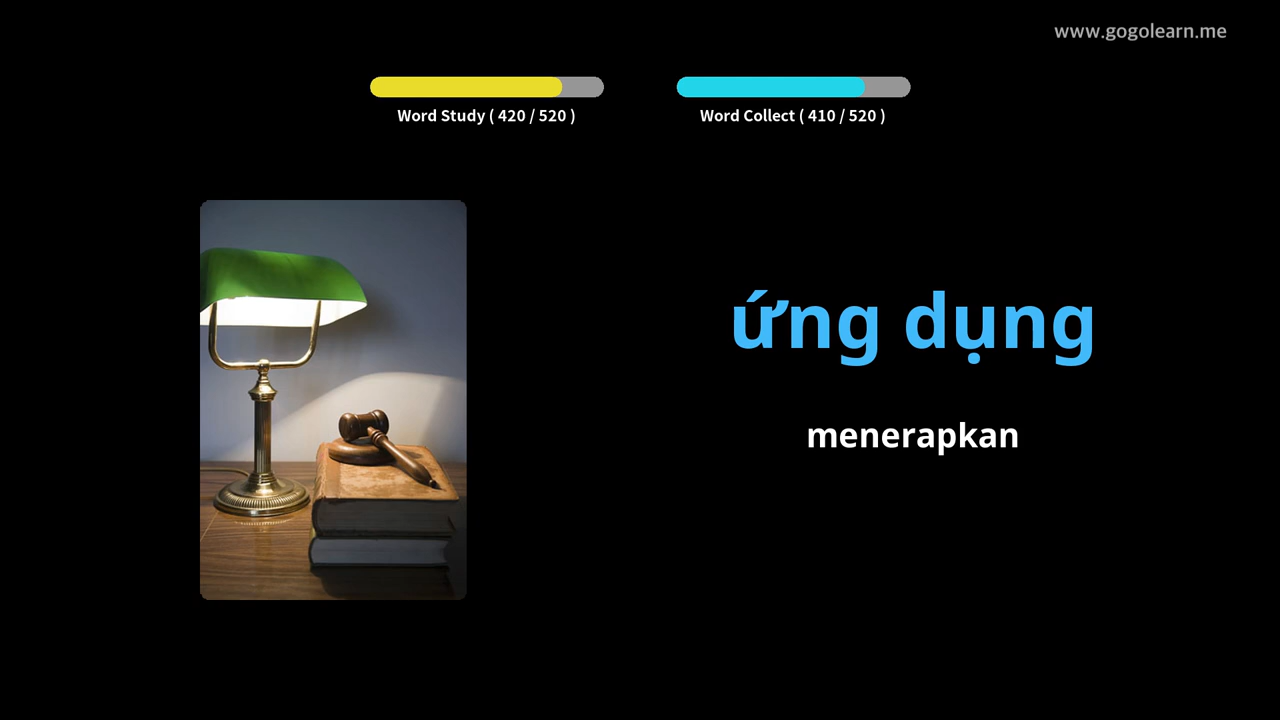 www.gogolearn.me
Word Study ( 420 / 520 )
Word Collect ( 410 / 520 )
ứng dụng
menerapkan